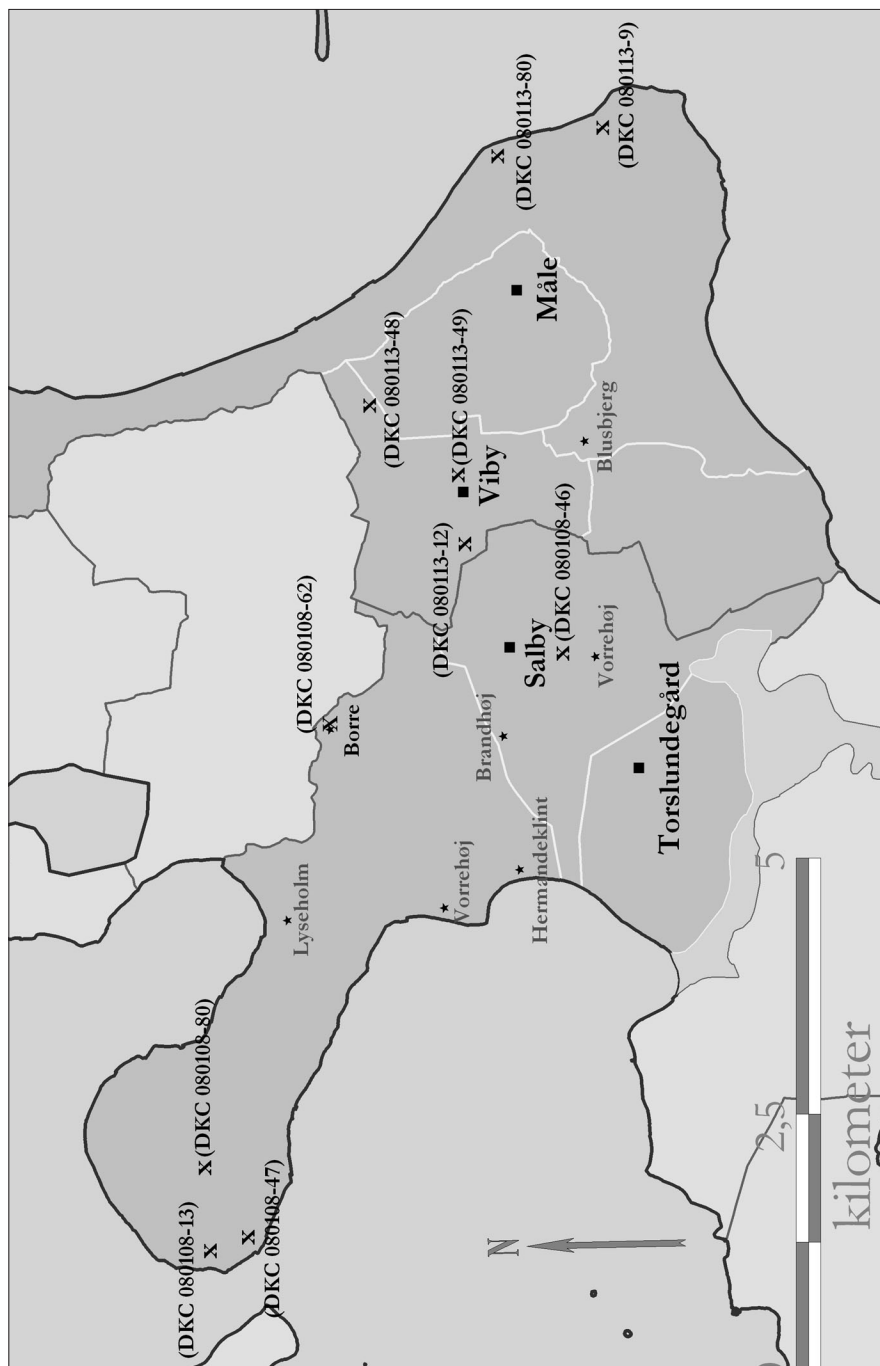 (DKC 080108-13)
(DKC 080108-80)
(DKC 080108-47)
Lyseholm
(DKC 080108-62)
Borre
(DKC 080113-48)
(DKC 080113-12)
Vorrehøj
(DKC 080113-49)
Brandhøj
Viby
N
(DKC 080113-80)
Salby
Hermandeklint
Måle
(DKC 080108-46)
Vorrehøj
Blusbjerg
(DKC 080113-9)
Torslundegård
2,5 5
kilometer